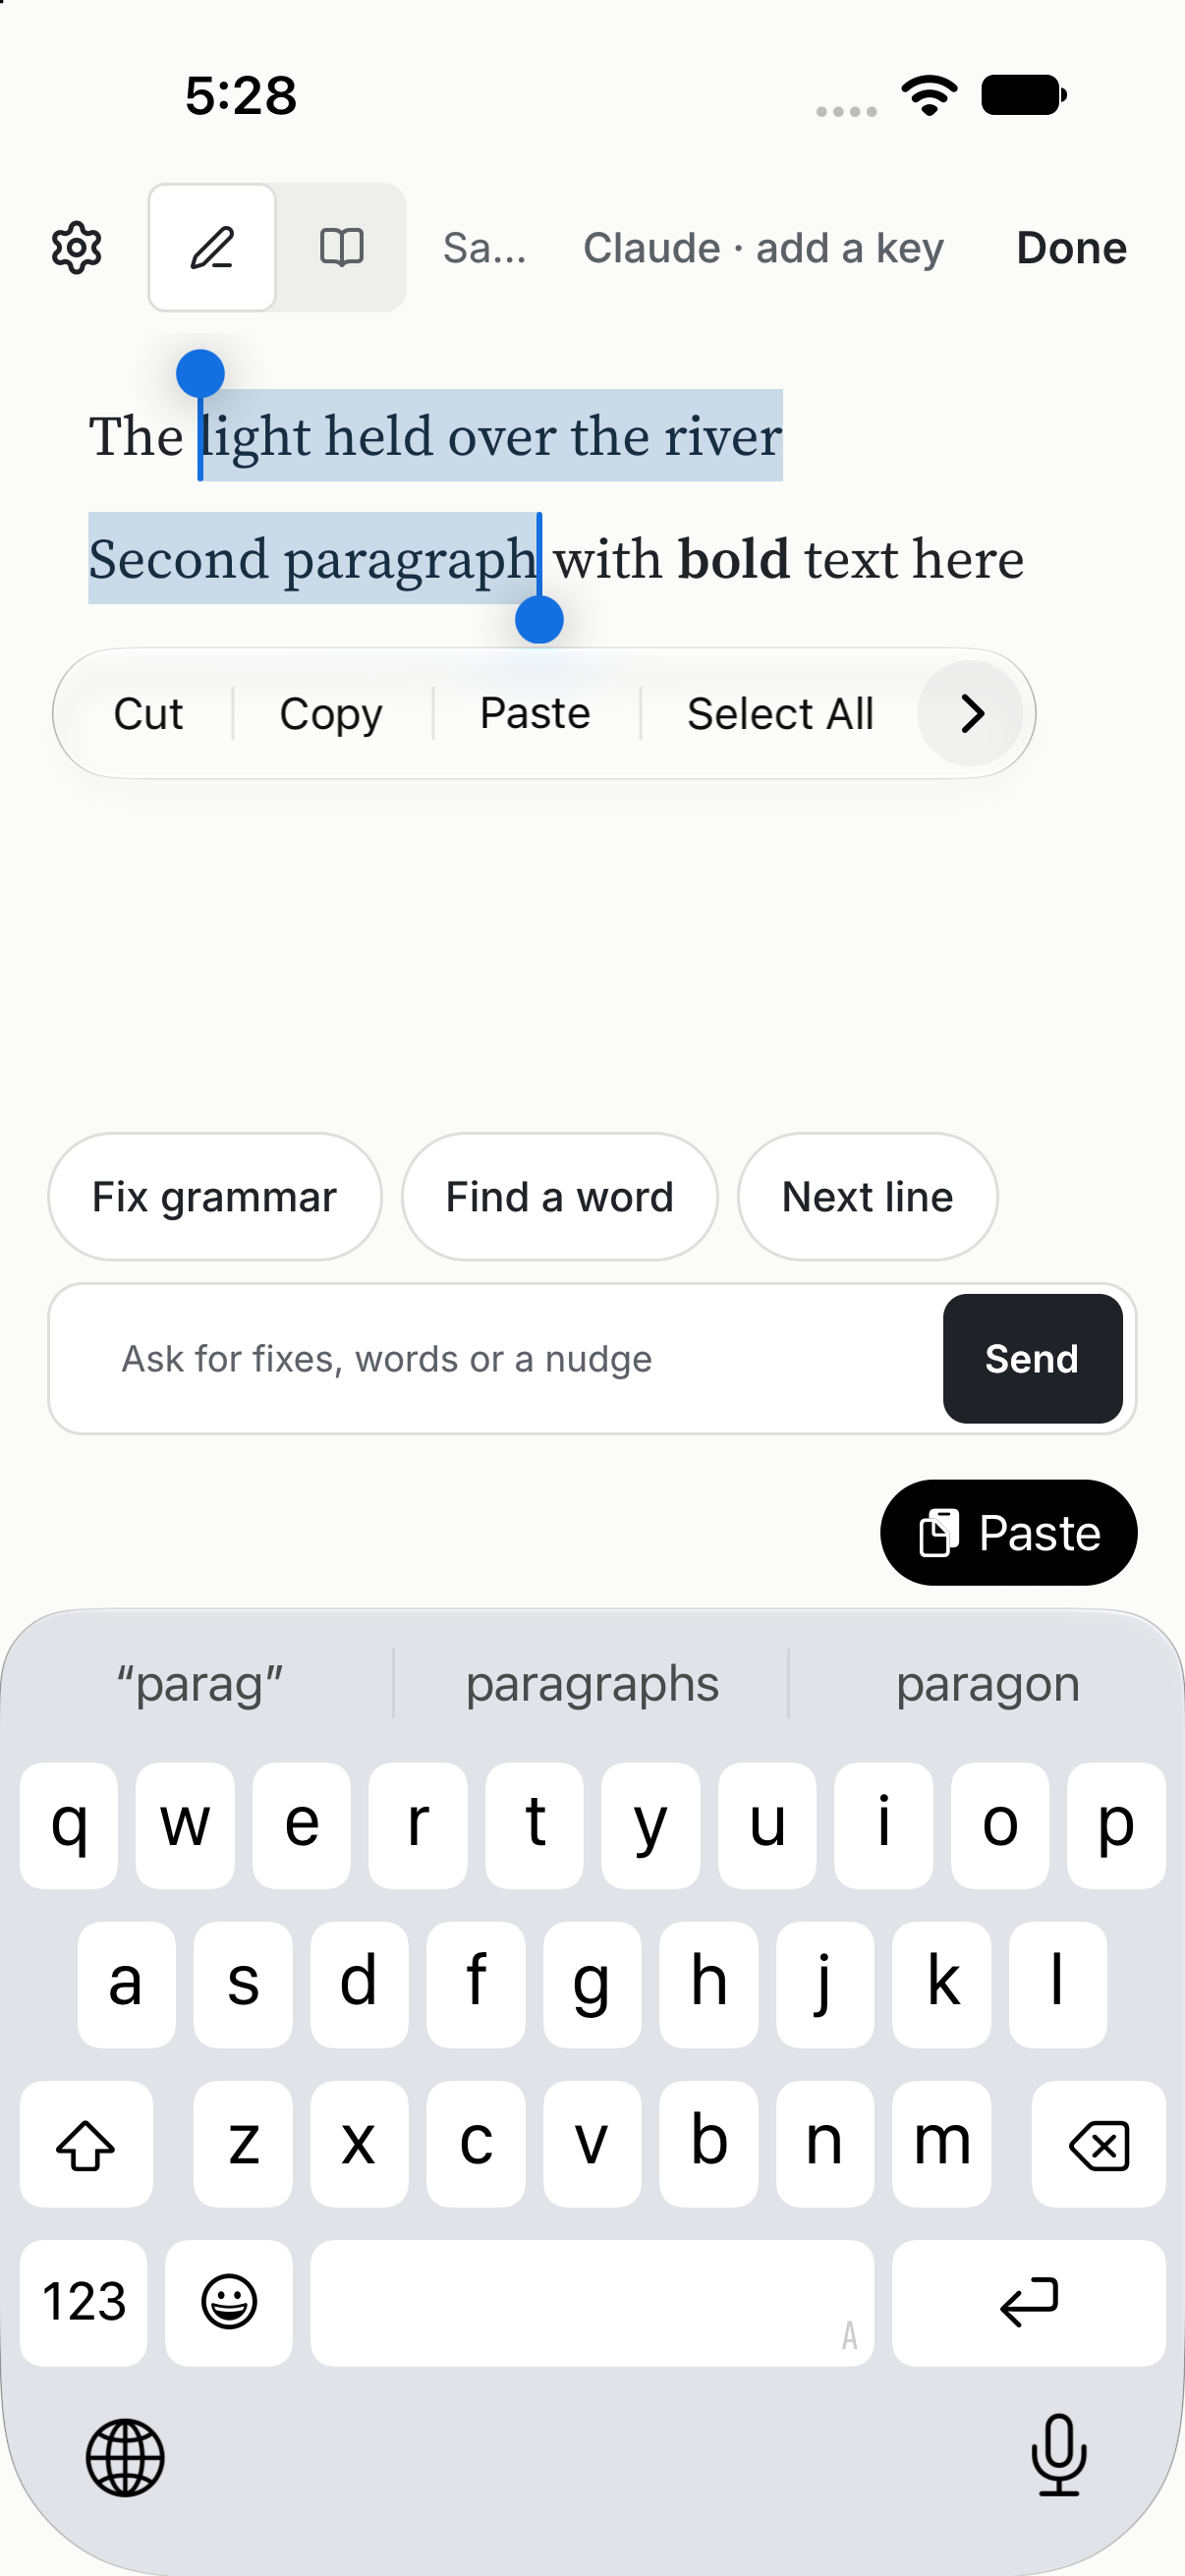 5:28
Sa... Claude · add a key Done
The light held over the river
Second paragraph with bold text here
Cut Copy Paste Select All
Fix grammar Find a word Next line
Ask for fixes, words or a nudge Send
Paste
“parag” paragraphs paragon
q w e r t y u i o p
a s d f g h j k l
z x c v b n m
123
A